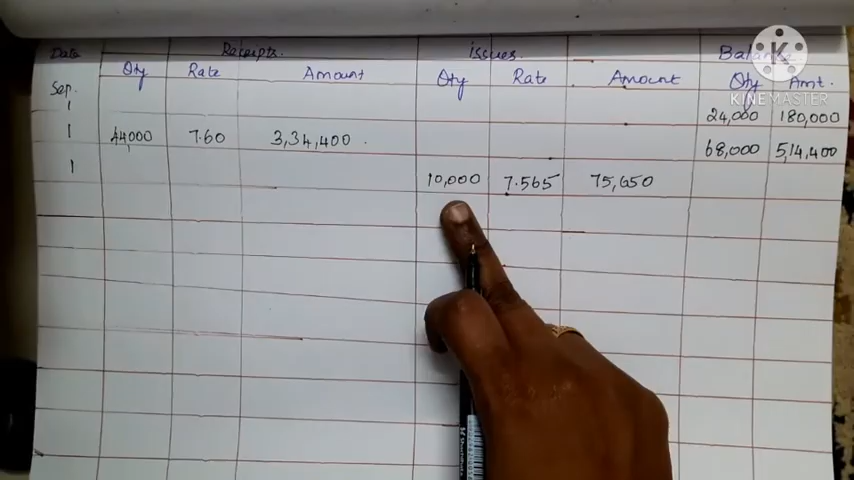 Date Receipts. Issues. Balance
Qty Rate Amount Qty Rate Amount Qty Amt.
Sep.
1 24,000 180,000
1 44,000 7.60 3,34,400 . 68,000 5,14,400
1 10,000 7.565 75,650
K
KINEMASTER